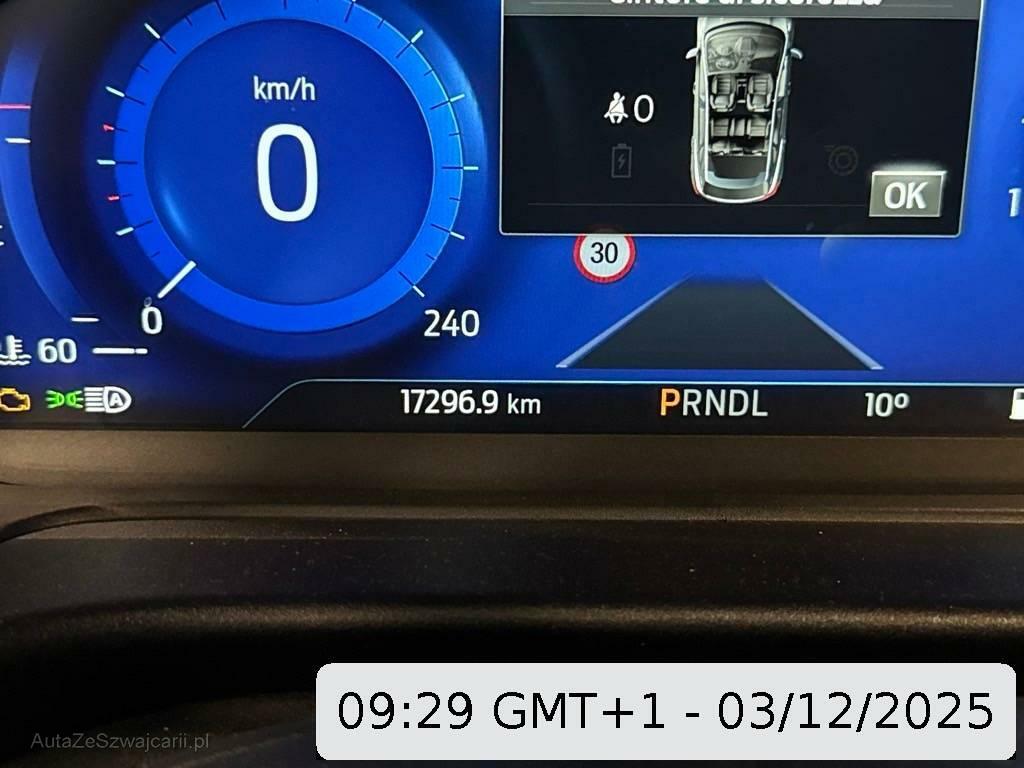 km/h
0
0
240
60
0
OK
30
17296.9 km
PRNDL
10°
A
09:29 GMT+1 - 03/12/2025
AutaZeSzwajcarii.pl